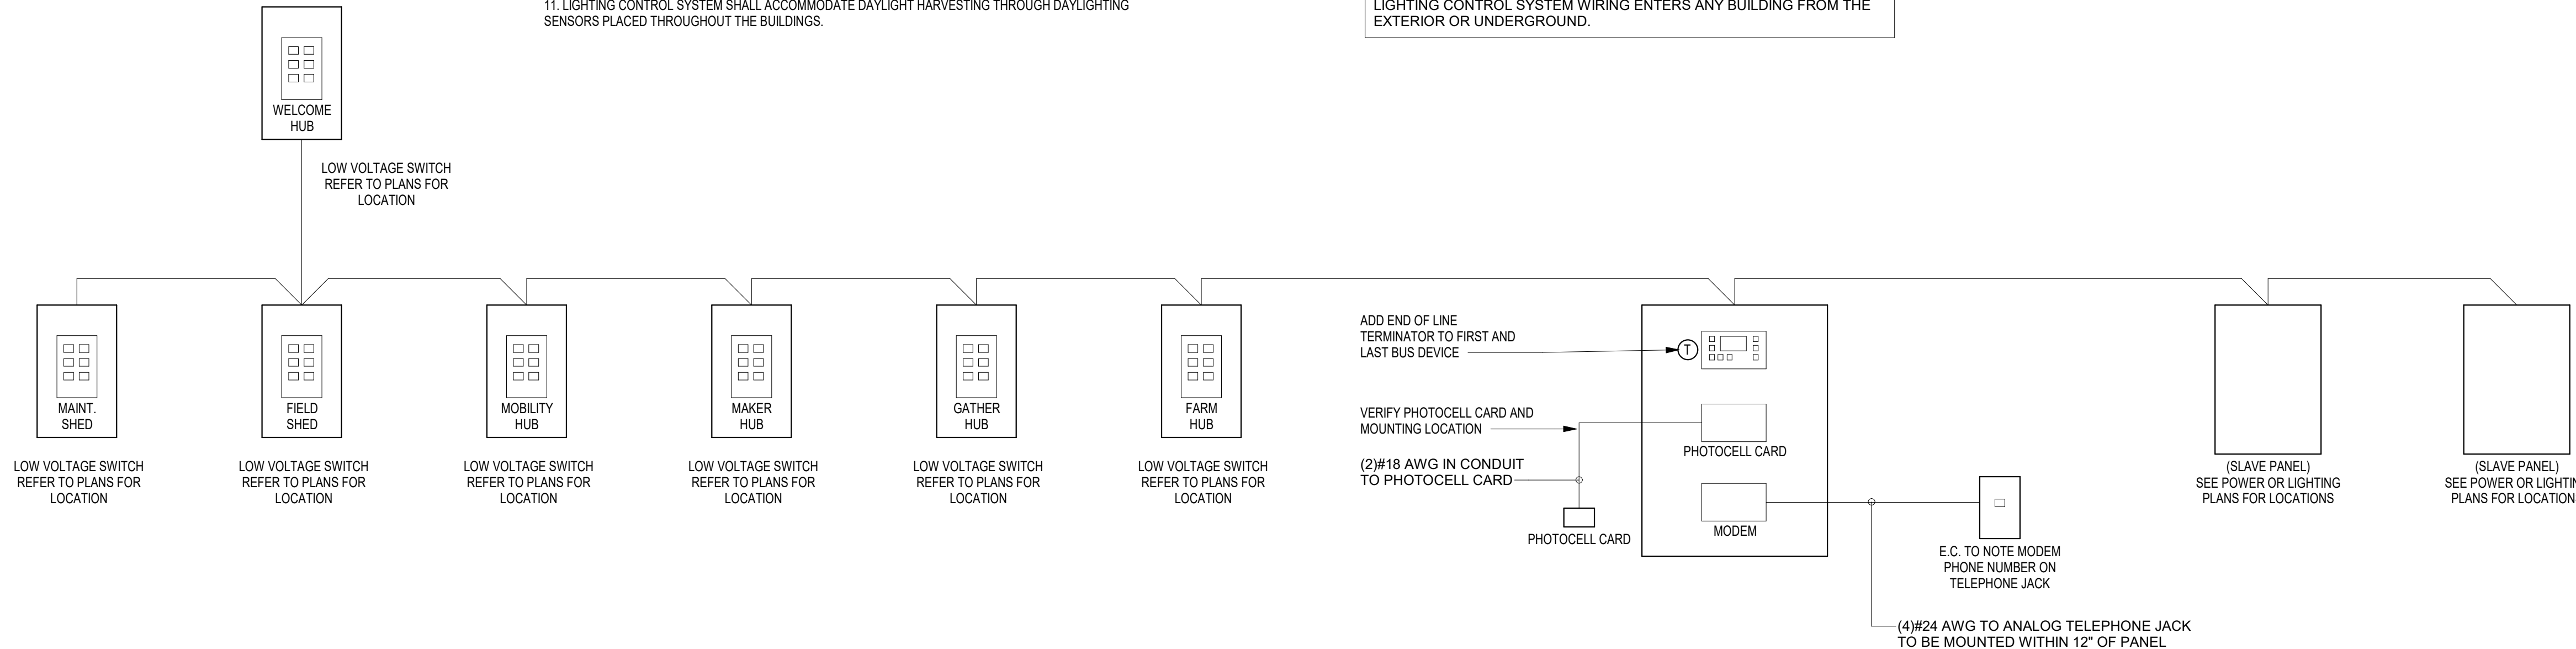 11. LIGHTING CONTROL SYSTEM SHALL ACCOMMODATE DAYLIGHT HARVESTING THROUGH DAYLIGHTING
SENSORS PLACED THROUGHOUT THE BUILDINGS.
LIGHTING CONTROL SYSTEM WIRING ENTERS ANY BUILDING FROM THE
EXTERIOR OR UNDERGROUND.
WELCOME
HUB
LOW VOLTAGE SWITCH
REFER TO PLANS FOR
LOCATION
MAINT.
SHED
LOW VOLTAGE SWITCH
REFER TO PLANS FOR
LOCATION
FIELD
SHED
LOW VOLTAGE SWITCH
REFER TO PLANS FOR
LOCATION
MOBILITY
HUB
LOW VOLTAGE SWITCH
REFER TO PLANS FOR
LOCATION
MAKER
HUB
LOW VOLTAGE SWITCH
REFER TO PLANS FOR
LOCATION
GATHER
HUB
LOW VOLTAGE SWITCH
REFER TO PLANS FOR
LOCATION
FARM
HUB
LOW VOLTAGE SWITCH
REFER TO PLANS FOR
LOCATION
ADD END OF LINE
TERMINATOR TO FIRST AND
LAST BUS DEVICE
T
VERIFY PHOTOCELL CARD AND
MOUNTING LOCATION
(2)#18 AWG IN CONDUIT
TO PHOTOCELL CARD
PHOTOCELL CARD
PHOTOCELL CARD
MODEM
E.C. TO NOTE MODEM
PHONE NUMBER ON
TELEPHONE JACK
(4)#24 AWG TO ANALOG TELEPHONE JACK
TO BE MOUNTED WITHIN 12" OF PANEL
(SLAVE PANEL)
SEE POWER OR LIGHTING
PLANS FOR LOCATIONS
(SLAVE PANEL)
SEE POWER OR LIGHTIN
PLANS FOR LOCATION